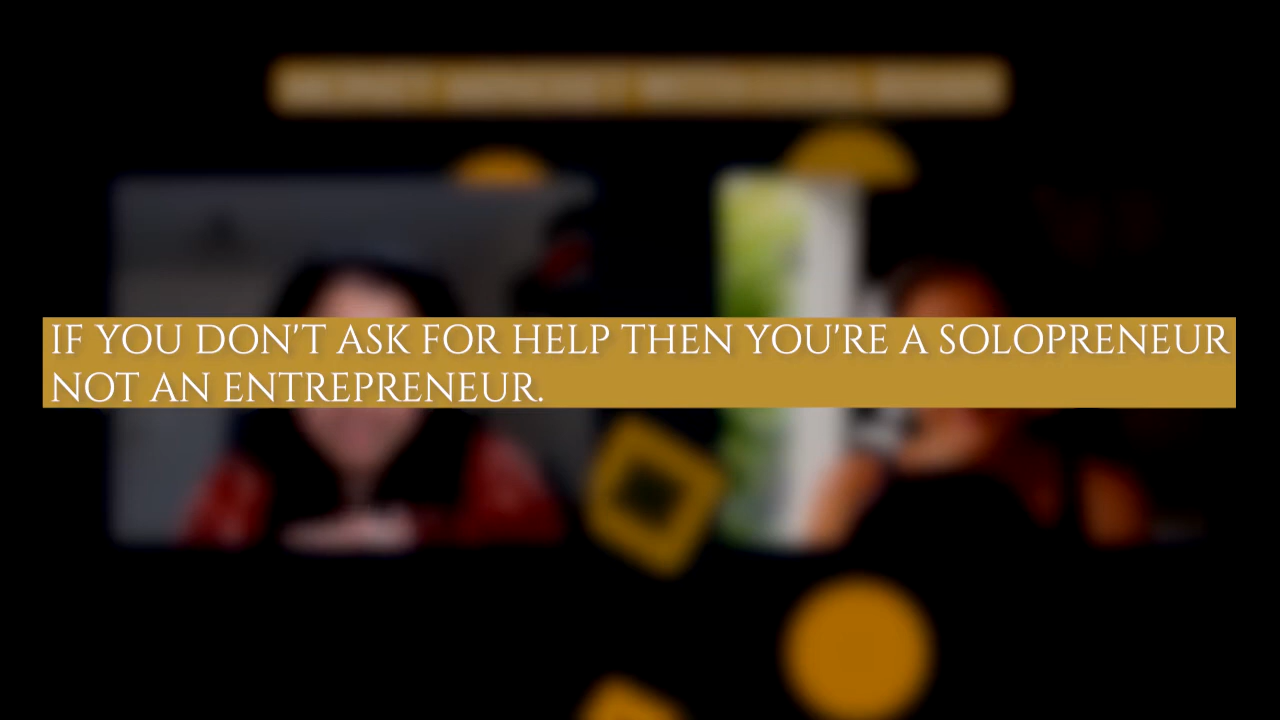 IF YOU DON'T ASK FOR HELP THEN YOU'RE A SOLOPRENEUR
NOT AN ENTREPRENEUR.